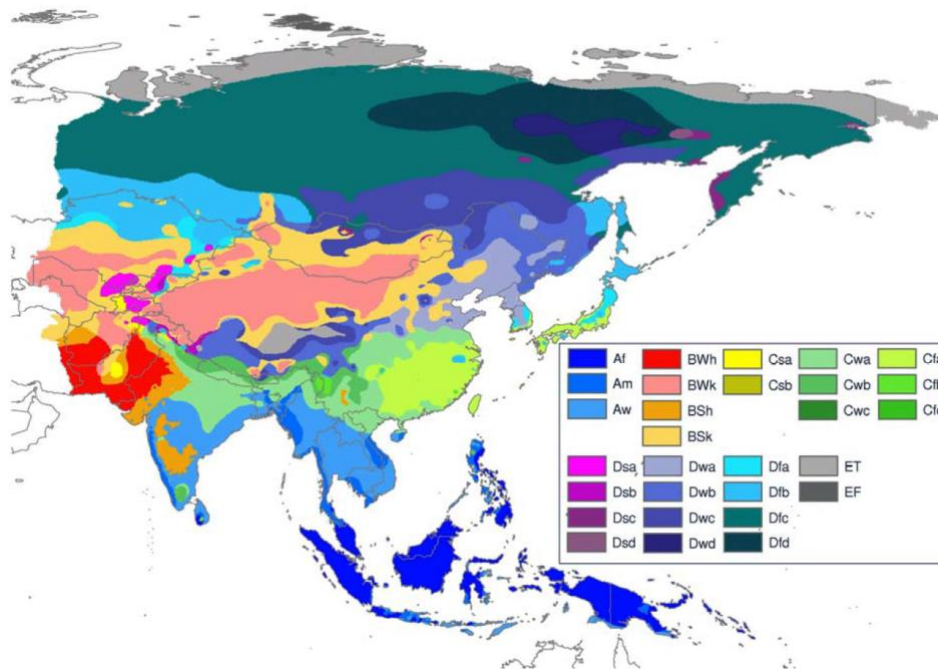 Af BWh Csa Cwa Cfa
Am BWk Csb Cwb
Aw BSh Cwc Cfc
BSk
Dsa Dwa Dfa ET
Dsb Dwb Dfb EF
Dsc Dwc Dfc
Dsd Dwd Dfd